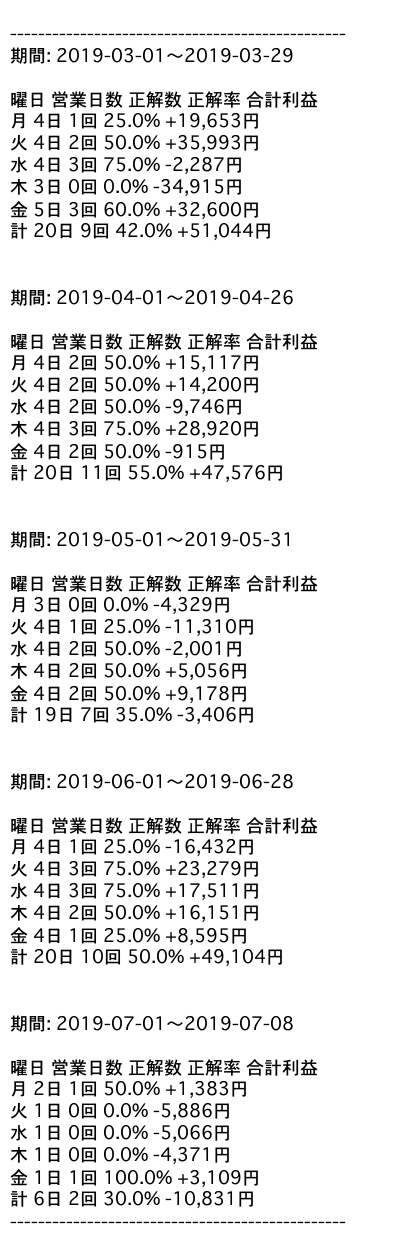 ------------------------------------------------
期間: 2019-03-01〜2019-03-29
曜日 営業日数 正解数 正解率 合計利益
月 4日 1回 25.0% +19,653円
火 4日 2回 50.0% +35,993円
水 4日 3回 75.0% -2,287円
木 3日 0回 0.0% -34,915円
金 5日 3回 60.0% +32,600円
計 20日 9回 42.0% +51,044円
期間: 2019-04-01〜2019-04-26
曜日 営業日数 正解数 正解率 合計利益
月 4日 2回 50.0% +15,117円
火 4日 2回 50.0% +14,200円
水 4日 2回 50.0% -9,746円
木 4日 3回 75.0% +28,920円
金 4日 2回 50.0% -915円
計 20日 11回 55.0% +47,576円
期間: 2019-05-01〜2019-05-31
曜日 営業日数 正解数 正解率 合計利益
月 3日 0回 0.0% -4,329円
火 4日 1回 25.0% -11,310円
水 4日 2回 50.0% -2,001円
木 4日 2回 50.0% +5,056円
金 4日 2回 50.0% +9,178円
計 19日 7回 35.0% -3,406円
期間: 2019-06-01〜2019-06-28
曜日 営業日数 正解数 正解率 合計利益
月 4日 1回 25.0% -16,432円
火 4日 3回 75.0% +23,279円
水 4日 3回 75.0% +17,511円
木 4日 2回 50.0% +16,151円
金 4日 1回 25.0% +8,595円
計 20日 10回 50.0% +49,104円
期間: 2019-07-01〜2019-07-08
曜日 営業日数 正解数 正解率 合計利益
月 2日 1回 50.0% +1,383円
火 1日 0回 0.0% -5,886円
水 1日 0回 0.0% -5,066円
木 1日 0回 0.0% -4,371円
金 1日 1回 100.0% +3,109円
計 6日 2回 30.0% -10,831円
------------------------------------------------